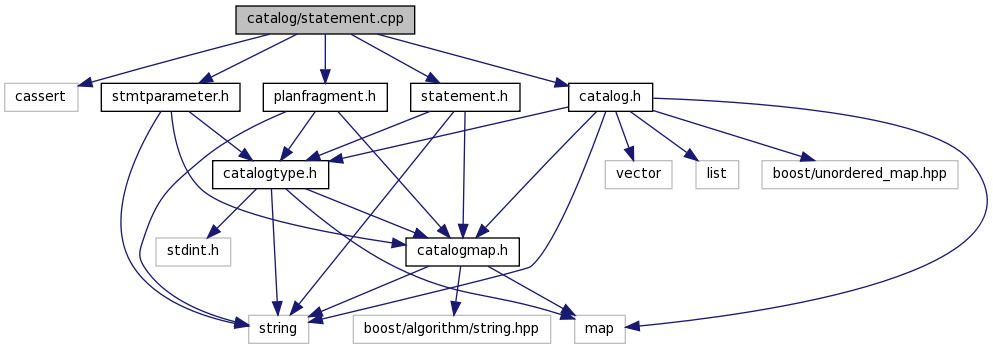 catalog/statement.cpp
cassert
stmtparameter.h
planfragment.h
statement.h
catalog.h
catalogtype.h
vector
list
boost/unordered_map.hpp
stdint.h
catalogmap.h
string
boost/algorithm/string.hpp
map